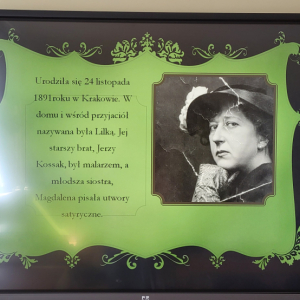 Urodziła się 24 listopada
1891roku w Krakowie. W
domu i wśród przyjaciół
nazywana była Lilką. Jej
starszy brat, Jerzy
Kossak, był malarzem, a
młodsza siostra,
Magdalena pisała utwory
satyryczne.